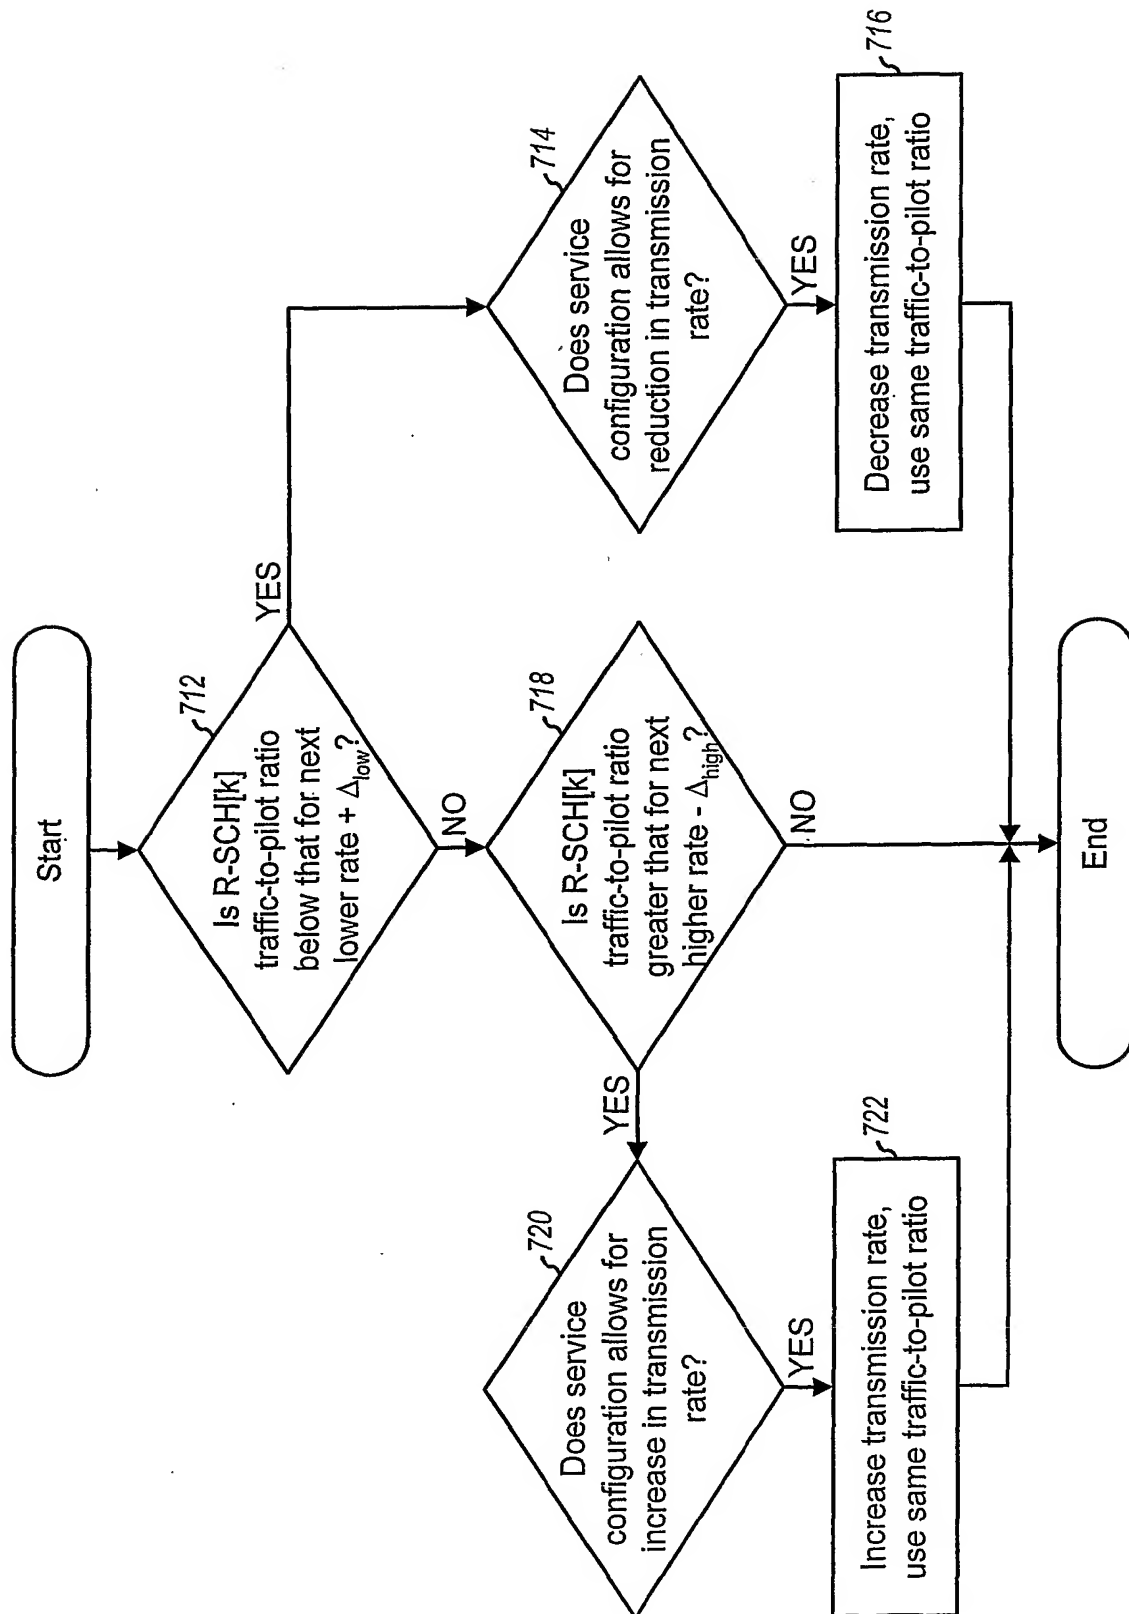 Start
712
Is R-SCH[k]
traffic-to-pilot ratio
below that for next
lower rate + Δlow?
YES
NO
714
Does service
configuration allows for
reduction in transmission
rate?
YES
716
Decrease transmission rate,
use same traffic-to-pilot ratio
718
Is R-SCH[k]
traffic-to-pilot ratio
greater that for next
higher rate - Δhigh?
YES
NO
720
Does service
configuration allows for
increase in transmission
rate?
YES
722
Increase transmission rate,
use same traffic-to-pilot ratio
End